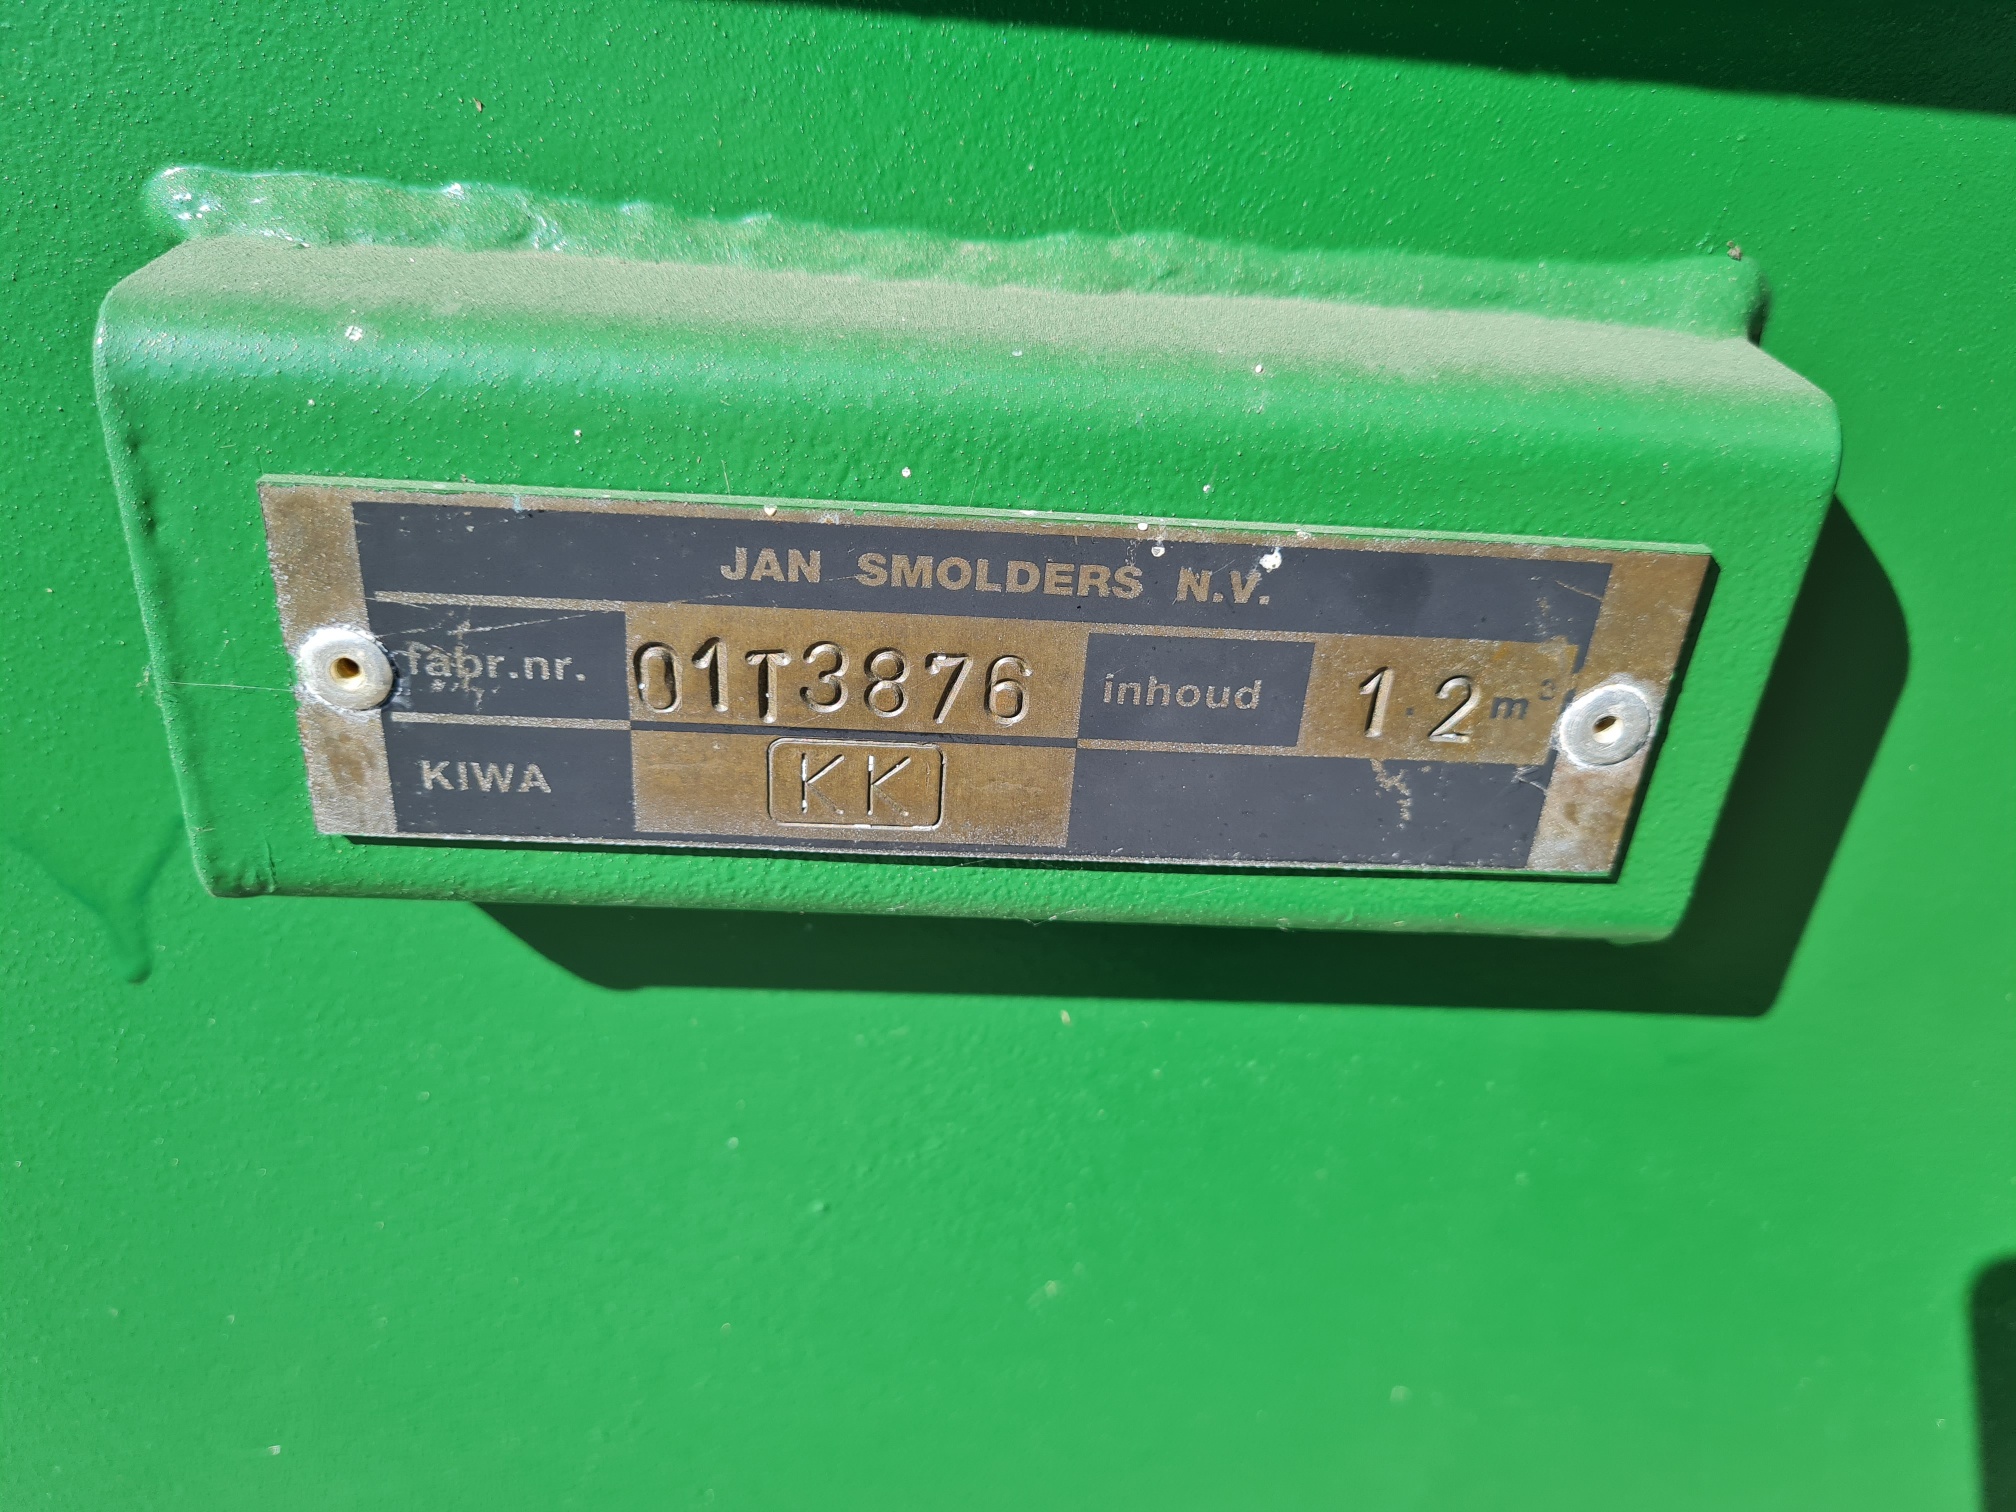 JAN SMOLDERS N.V.
fabr.nr. 01T3876 inhoud 1.2 m³
KIWA KK